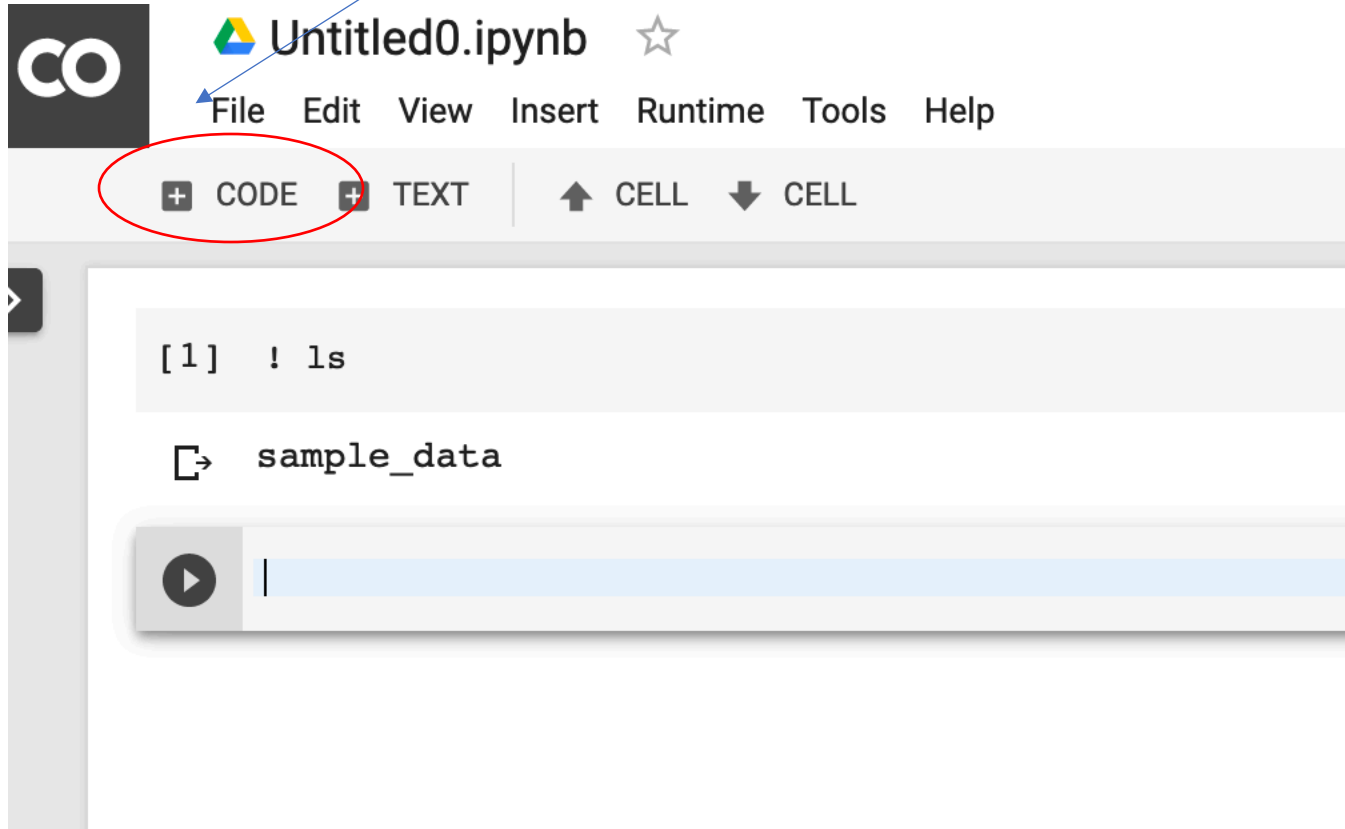 CO
Untitled0.ipynb
File Edit View Insert Runtime Tools Help
CODE TEXT CELL CELL
[1] ! ls
sample_data